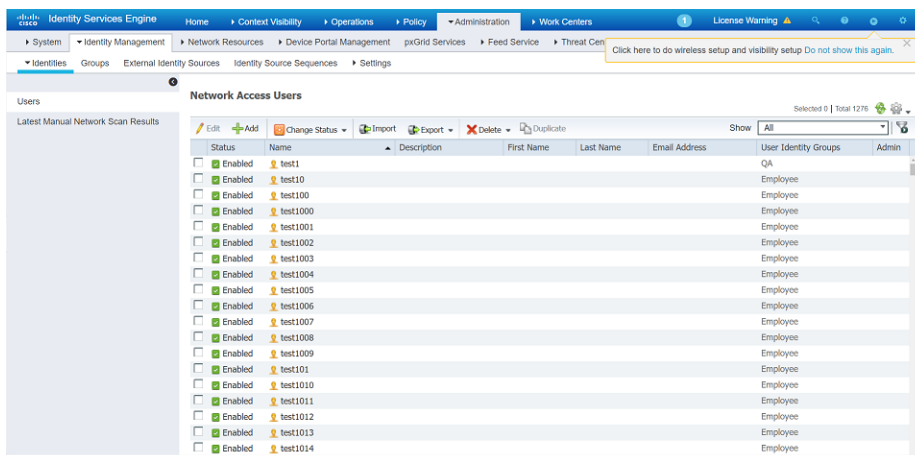 cisco Identity Services Engine Home Context Visibility Operations Policy Administration Work Centers 1 License Warning
System Identity Management Network Resources Device Portal Management pxGrid Services Feed Service Threat Cen
Click here to do wireless setup and visibility setup Do not show this again.
Identities Groups External Identity Sources Identity Source Sequences Settings
Users
Latest Manual Network Scan Results
Network Access Users
Selected 0 | Total 1276
Edit Add Change Status Import Export Delete Duplicate Show All
Status Name Description First Name Last Name Email Address User Identity Groups Admin
Enabled test1 QA
Enabled test10 Employee
Enabled test100 Employee
Enabled test1000 Employee
Enabled test1001 Employee
Enabled test1002 Employee
Enabled test1003 Employee
Enabled test1004 Employee
Enabled test1005 Employee
Enabled test1006 Employee
Enabled test1007 Employee
Enabled test1008 Employee
Enabled test1009 Employee
Enabled test101 Employee
Enabled test1010 Employee
Enabled test1011 Employee
Enabled test1012 Employee
Enabled test1013 Employee
Enabled test1014 Employee